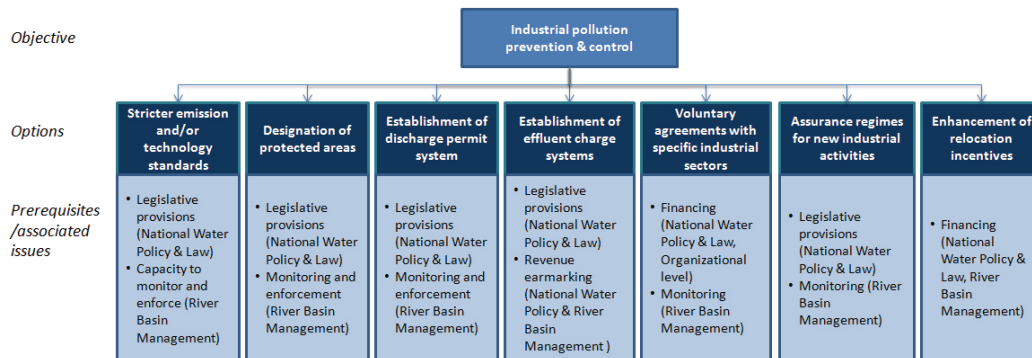 Objective
Industrial pollution
prevention & control
Options
Stricter emission
and/or
technology
standards
Designation of
protected areas
Establishment of
discharge permit
system
Establishment of
effluent charge
systems
Voluntary
agreements with
specific industrial
sectors
Assurance regimes
for new industrial
activities
Enhancement of
relocation
incentives
Prerequisites
/associated
issues
• Legislative
provisions
(National Water
Policy & Law)
• Capacity to
monitor and
enforce (River
Basin
Management)
• Legislative
provisions
(National Water
Policy & Law)
• Monitoring and
enforcement
(River Basin
Management)
• Legislative
provisions
(National Water
Policy & Law)
• Monitoring and
enforcement
(River Basin
Management)
• Legislative
provisions
(National Water
Policy & Law)
• Revenue
earmarking
(National Water
Policy & River
Basin
Management )
• Financing
(National Water
Policy & Law,
Organizational
level)
• Monitoring
(River Basin
Management)
• Legislative
provisions
(National Water
Policy & Law)
• Monitoring (River
Basin
Management)
• Financing
(National
Water Policy &
Law, River
Basin
Management)